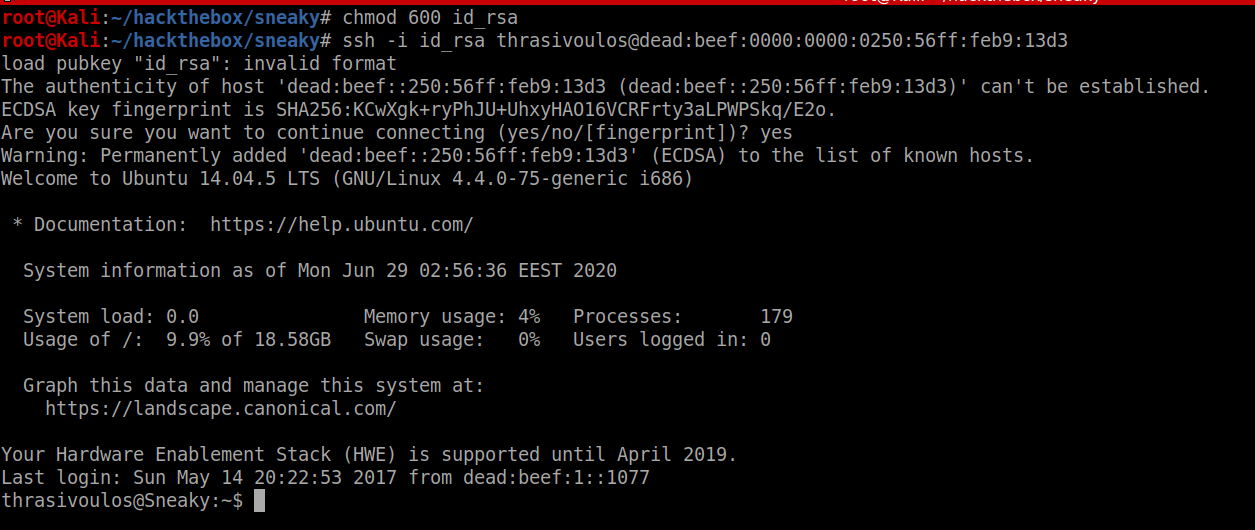 root@Kali:~/hackthebox/sneaky# chmod 600 id_rsa
root@Kali:~/hackthebox/sneaky# ssh -i id_rsa thrasivoulos@dead:beef:0000:0000:0250:56ff:feb9:13d3
load pubkey "id_rsa": invalid format
The authenticity of host 'dead:beef::250:56ff:feb9:13d3 (dead:beef::250:56ff:feb9:13d3)' can't be established.
ECDSA key fingerprint is SHA256:KCwXgk+ryPhJU+UhxyHAO16VCRFrty3aLPWPSkq/E2o.
Are you sure you want to continue connecting (yes/no/[fingerprint])? yes
Warning: Permanently added 'dead:beef::250:56ff:feb9:13d3' (ECDSA) to the list of known hosts.
Welcome to Ubuntu 14.04.5 LTS (GNU/Linux 4.4.0-75-generic i686)

 * Documentation:  https://help.ubuntu.com/

  System information as of Mon Jun 29 02:56:36 EEST 2020

  System load: 0.0               Memory usage: 4%   Processes:       179
  Usage of /:  9.9% of 18.58GB   Swap usage:   0%   Users logged in: 0

  Graph this data and manage this system at:
    https://landscape.canonical.com/

Your Hardware Enablement Stack (HWE) is supported until April 2019.
Last login: Sun May 14 20:22:53 2017 from dead:beef:1::1077
thrasivoulos@Sneaky:~$